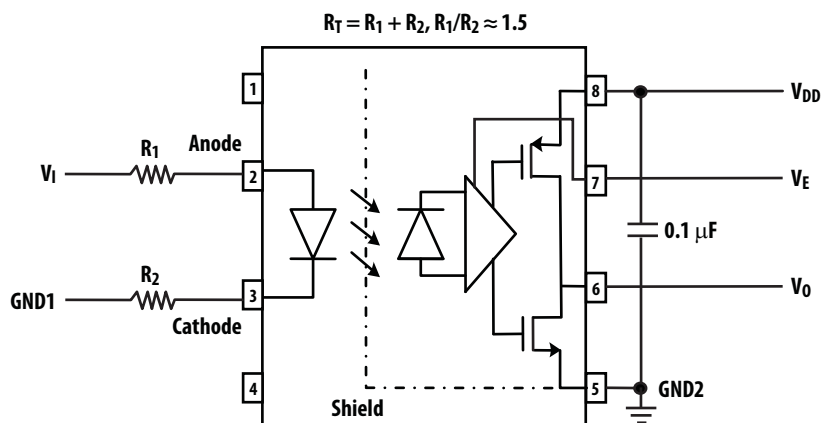 R_T = R_1 + R_2, R_1/R_2 ≈ 1.5
1
8
V_DD
Anode
R_1
V_I
2
7
V_E
0.1 µF
R_2
GND1
3
6
V_O
Cathode
4
5
GND2
Shield